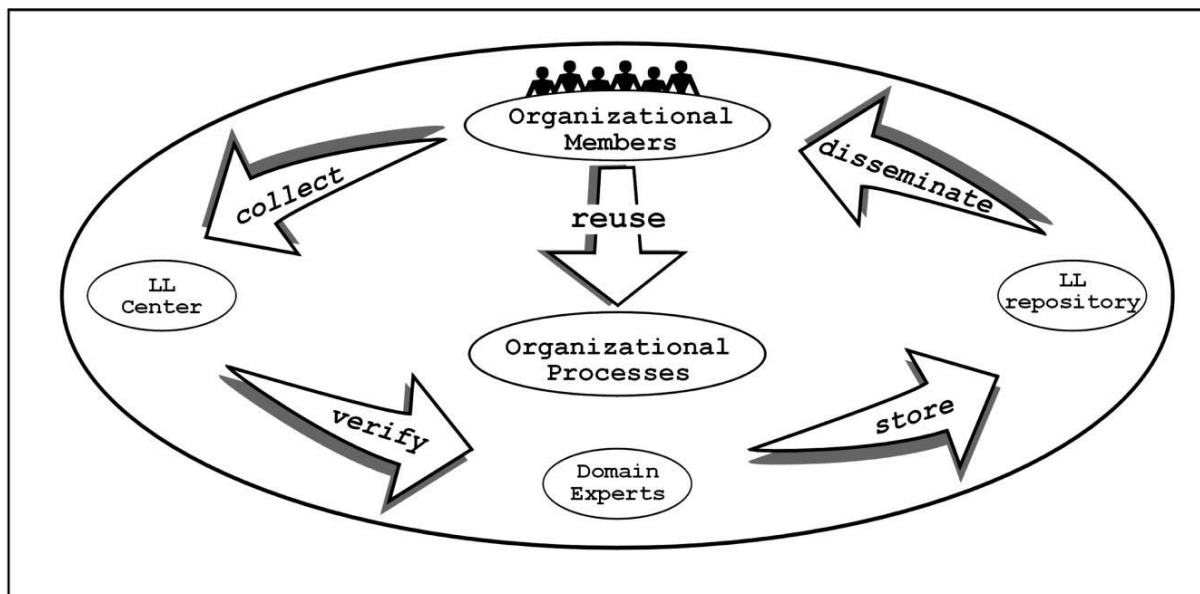 Organizational
Members
collect
disseminate
reuse
LL
Center
LL
repository
Organizational
Processes
verify
store
Domain
Experts